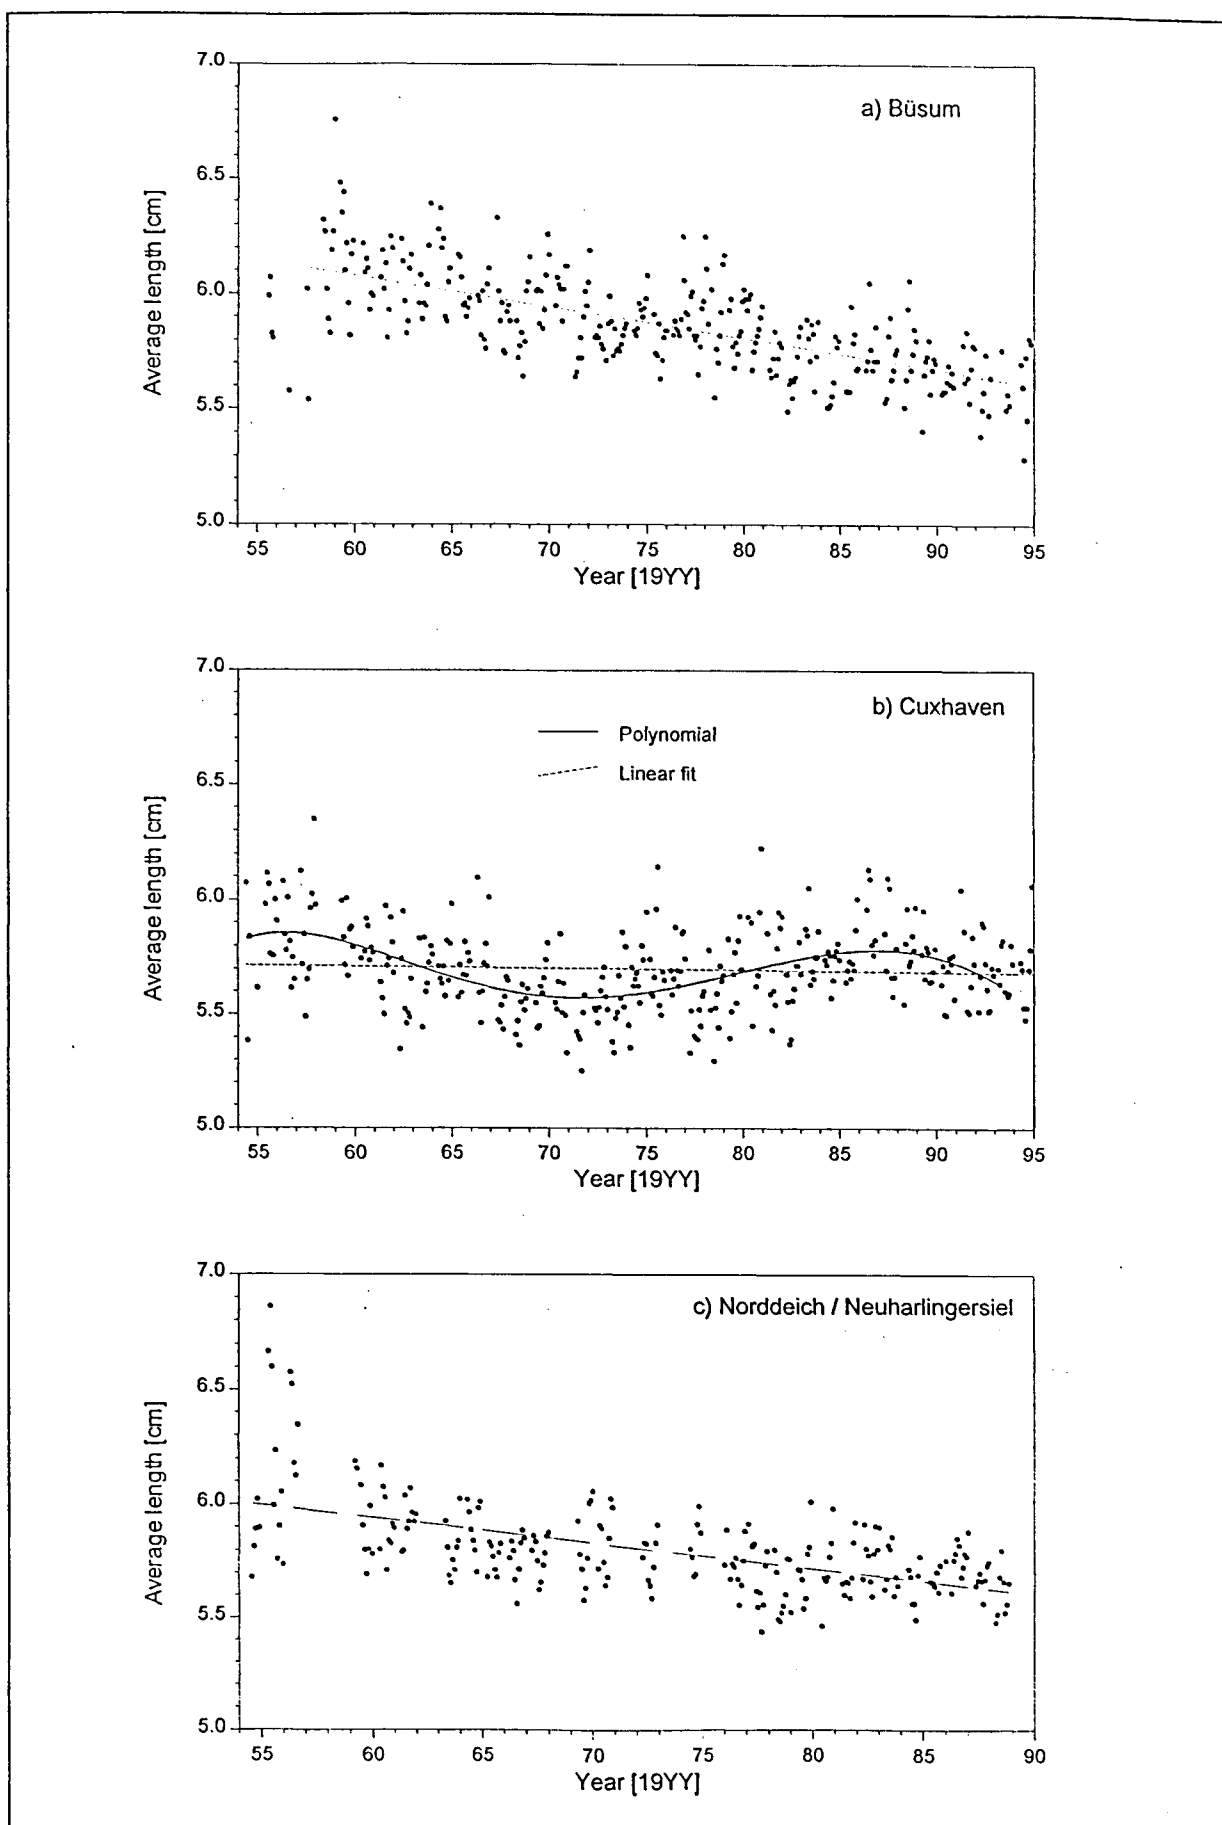 7.0
a) Büsum
6.5
6.0
5.5
5.0
Average length [cm]
55 60 65 70 75 80 85 90 95
Year [19YY]
7.0
b) Cuxhaven
Polynomial
Linear fit
6.5
6.0
5.5
5.0
Average length [cm]
55 60 65 70 75 80 85 90 95
Year [19YY]
7.0
c) Norddeich / Neuharlingersiel
6.5
6.0
5.5
5.0
Average length [cm]
55 60 65 70 75 80 85 90
Year [19YY]